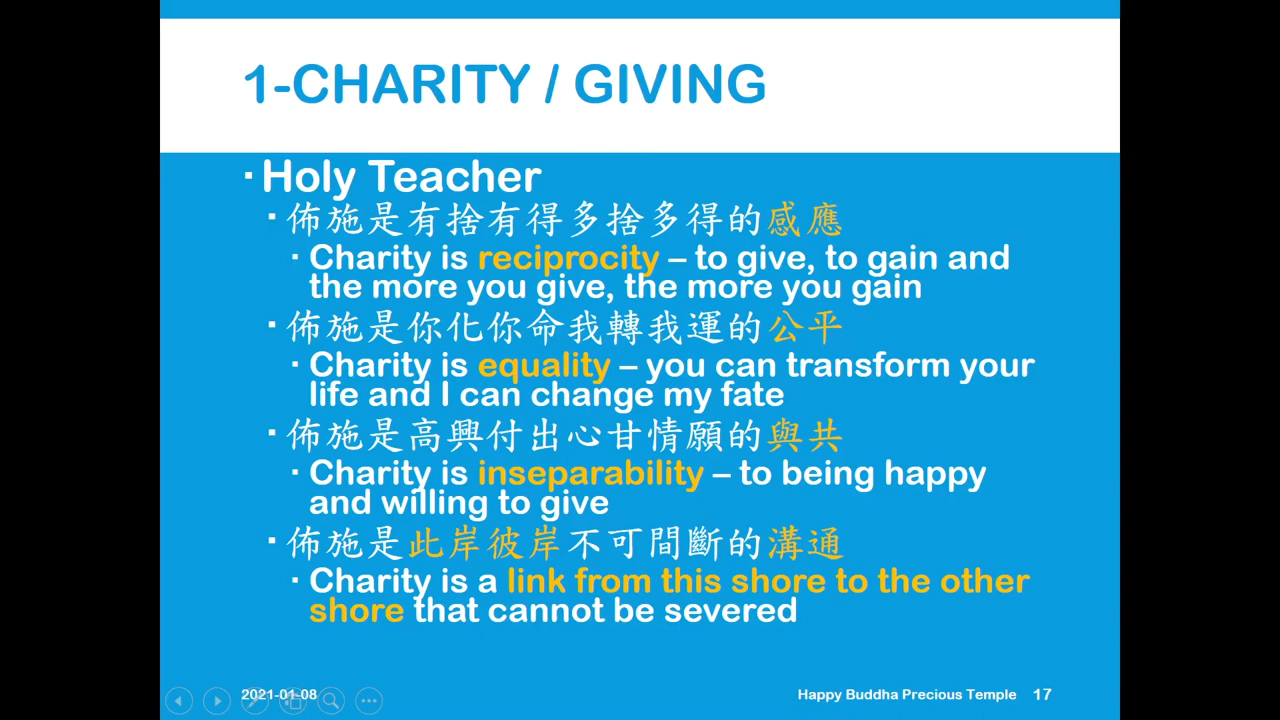 1-CHARITY / GIVING
Holy Teacher
佈施是有捨有得多捨多得的感應
Charity is reciprocity – to give, to gain and
the more you give, the more you gain
佈施是你化你命我轉我運的公平
Charity is equality – you can transform your
life and I can change my fate
佈施是高興付出心甘情願的與共
Charity is inseparability – to being happy
and willing to give
佈施是此岸彼岸不可間斷的溝通
Charity is a link from this shore to the other
shore that cannot be severed
2021-01-08
Happy Buddha Precious Temple 17